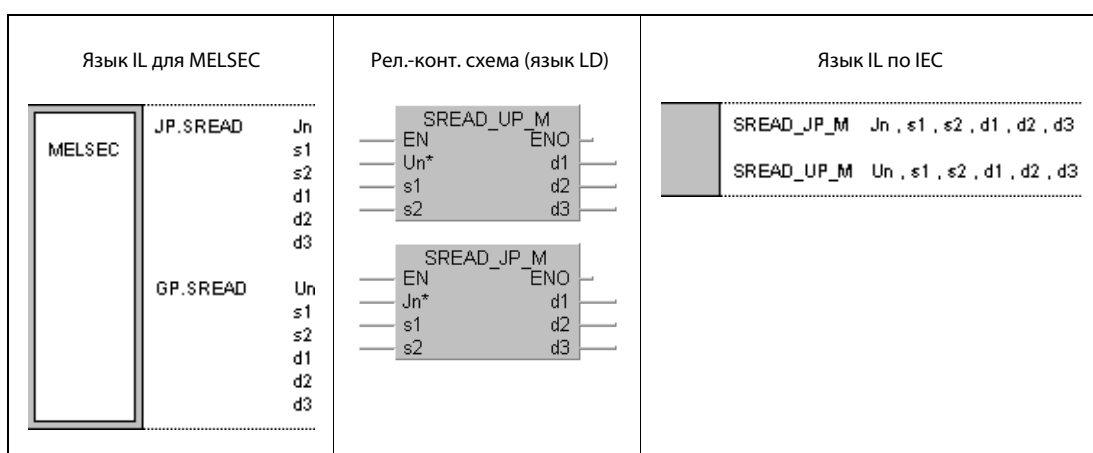 Язык IL для MELSEC
MELSEC
JP.SREAD Jn
s1
s2
d1
d2
d3
GP.SREAD Un
s1
s2
d1
d2
d3
Рел.-конт. схема (язык LD)
SREAD_UP_M
EN ENO
Un* d1
s1 d2
s2 d3
SREAD_JP_M
EN ENO
Jn* d1
s1 d2
s2 d3
Язык IL по IEC
SREAD_JP_M Jn , s1 , s2 , d1 , d2 , d3
SREAD_UP_M Un , s1 , s2 , d1 , d2 , d3